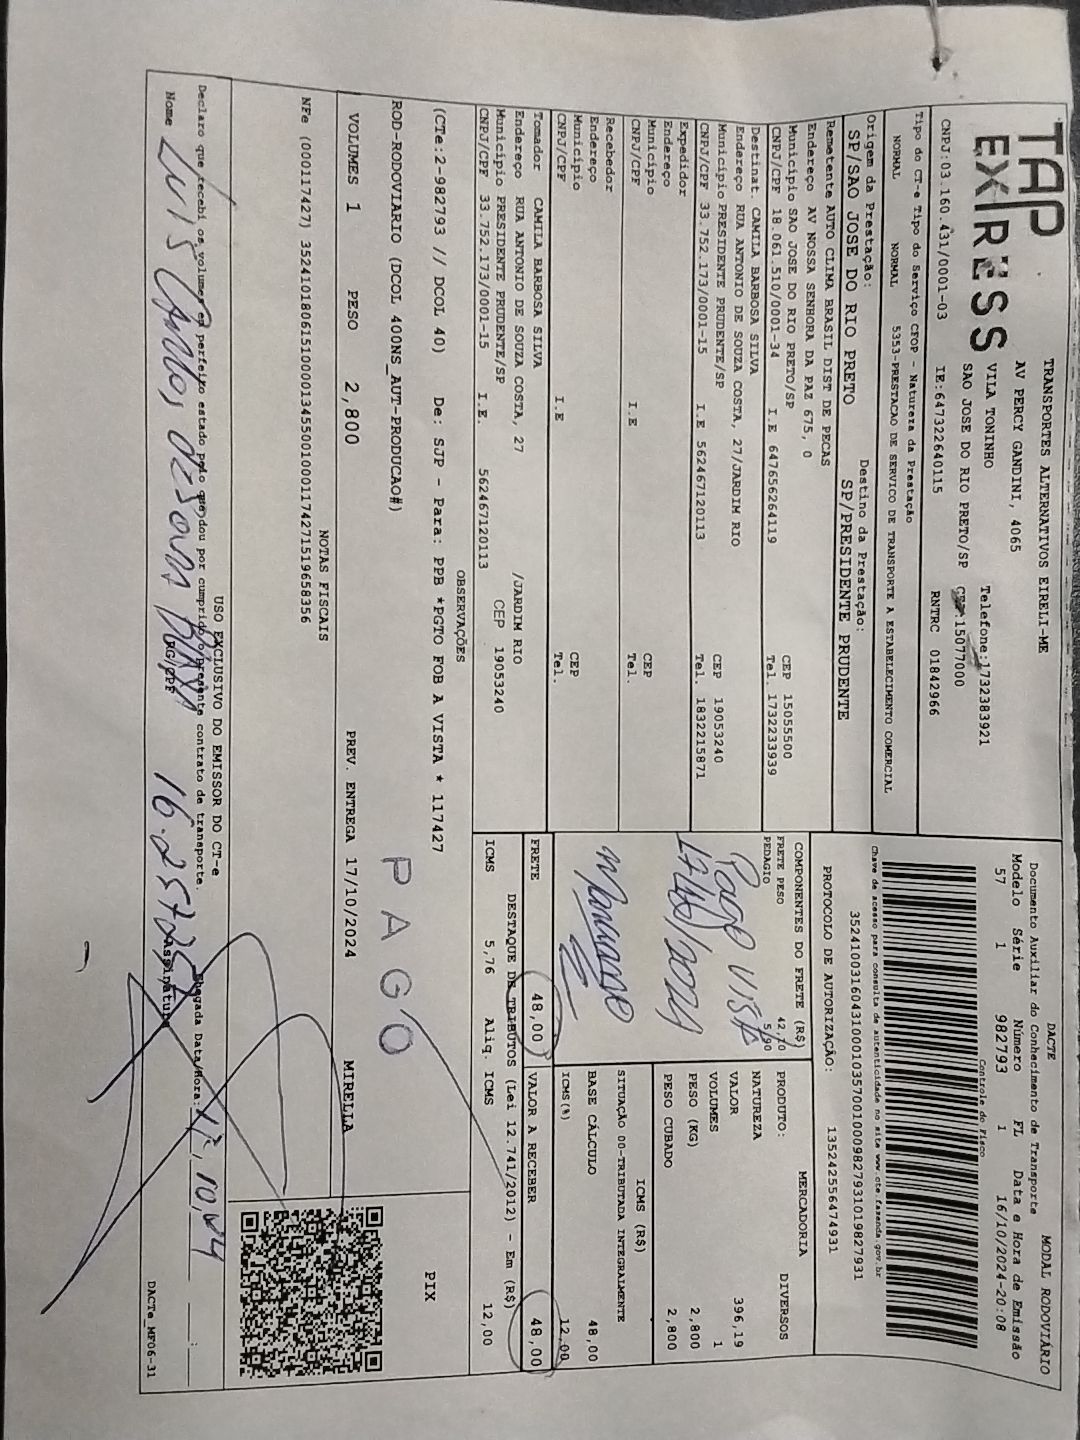 TAP
EXPRESS
TRANSPORTES ALTERNATIVOS EIRELI-ME
AV PERCY GANDINI, 4065
VILA TONINHO Telefone:1732383921
SAO JOSE DO RIO PRETO/SP CEP:15077000
CNPJ:03.160.431/0001-03 IE:647322640115 RNTRC 01842966
Tipo do CT-e Tipo do Serviço CFOP - Natureza da Prestação
NORMAL NORMAL 5353-PRESTACAO DE SERVICO DE TRANSPORTE A ESTABELECIMENTO COMERCIAL
Origem da Prestação: Destino da Prestação:
SP/SAO JOSE DO RIO PRETO SP/PRESIDENTE PRUDENTE
Remetente AUTO CLIMA BRASIL DIST DE PECAS
Endereço AV NOSSA SENHORA DA PAZ 675, 0
Município SAO JOSE DO RIO PRETO/SP CEP 15055500
CNPJ/CPF 18.061.510/0001-34 I.E 647656264119 Tel. 1732233939
Destinat. CAMILA BARBOSA SILVA
Endereço RUA ANTONIO DE SOUZA COSTA, 27/JARDIM RIO
Município PRESIDENTE PRUDENTE/SP CEP 19053240
CNPJ/CPF 33.752.173/0001-15 I.E 562467120113 Tel. 1832215871
Expedidor
Endereço
Município CEP
CNPJ/CPF I.E Tel.
Recebedor
Endereço
Município CEP
CNPJ/CPF I.E Tel.
Tomador CAMILA BARBOSA SILVA
Endereço RUA ANTONIO DE SOUZA COSTA, 27 /JARDIM RIO
Município PRESIDENTE PRUDENTE/SP CEP 19053240
CNPJ/CPF 33.752.173/0001-15 I.E. 562467120113
DACTE MODAL RODOVIÁRIO
Documento Auxiliar do Conhecimento de Transporte
Modelo Série Número FL Data e Hora de Emissão
57 1 982793 1 16/10/2024-20:08
Controle do Fisco
Chave de acesso para consulta de autenticidade no site www.cte.fazenda.gov.br
35241003160431000103570010009827931019827931
PROTOCOLO DE AUTORIZAÇÃO: 135242556474931
COMPONENTES DO FRETE (R$)
FRETE PESO 42,10
PEDAGIO 5,90
Pago VISTA
17/10/2024
MERCADORIA
PRODUTO: DIVERSOS
NATUREZA
VALOR 396,19
VOLUMES 1
PESO (KG) 2,800
PESO CUBADO 2,800
ICMS (R$)
SITUAÇÃO 00-TRIBUTADA INTEGRALMENTE
BASE CÁLCULO 48,00
ICMS(%) 12,00
FRETE 48,00 VALOR A RECEBER 48,00
DESTAQUE DE TRIBUTOS (Lei 12.741/2012) - Em (R$)
ICMS 5,76 Aliq. ICMS 12,00
OBSERVAÇÕES
(CTe:2-982793 // DCOL 40) De: SJP - Para: PPB *PGTO FOB A VISTA * 117427
ROD-RODOVIARIO (DCOL 400NS_AUT-PRODUCAO#)
PAGO
PIX
VOLUMES 1 PESO 2,800 PREV. ENTREGA 17/10/2024 MIRELLA
NOTAS FISCAIS
NFe (000117427) 35241018061510000134550010001174271519658356
USO EXCLUSIVO DO EMISSOR DO CT-e
Declaro que recebi os volumes em perfeito estado pelo que dou por cumprido o presente contrato de transporte. Chegada Data/Hora: 17, 10, 24 :
Nome Luis Carlos RG/CPF Assinatura
DACTe_MF06-31